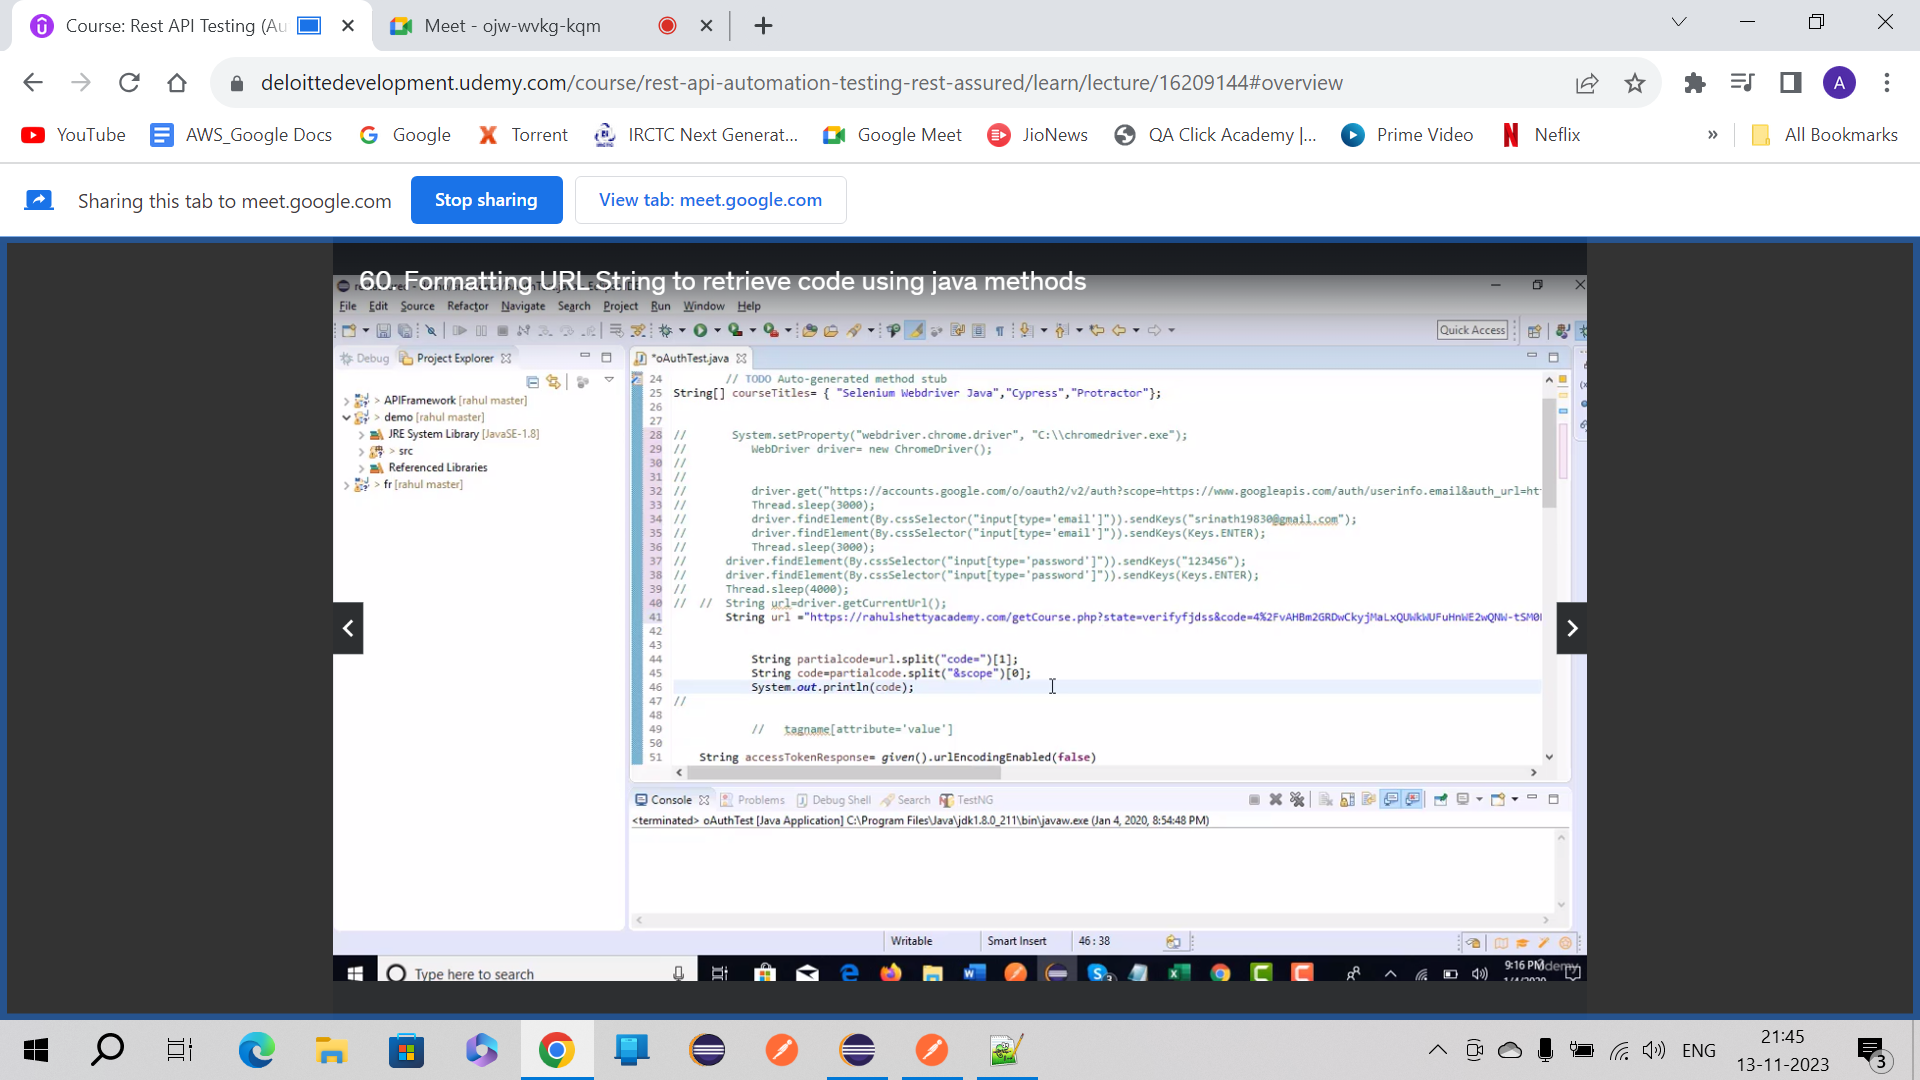 Course: Rest API Testing (Au
Meet - ojw-wvkg-kqm
deloittedevelopment.udemy.com/course/rest-api-automation-testing-rest-assured/learn/lecture/16209144#overview
A
YouTube AWS_Google Docs Google Torrent IRCTC Next Generat... Google Meet JioNews QA Click Academy |... Prime Video Neflix » All Bookmarks
Sharing this tab to meet.google.com Stop sharing View tab: meet.google.com
60. Formatting URL String to retrieve code using java methods
File Edit Source Refactor Navigate Search Project Run Window Help
Quick Access
Debug Project Explorer
*oAuthTest.java
APIFramework [rahul master]
demo [rahul master]
JRE System Library [JavaSE-1.8]
src
Referenced Libraries
fr [rahul master]
24 // TODO Auto-generated method stub
25 String[] courseTitles= { "Selenium Webdriver Java","Cypress","Protractor"};
26
27
28 // System.setProperty("webdriver.chrome.driver", "C:\\chromedriver.exe");
29 // WebDriver driver= new ChromeDriver();
30 //
31 //
32 // driver.get("https://accounts.google.com/o/oauth2/v2/auth?scope=https://www.googleapis.com/auth/userinfo.email&auth_url=ht
33 // Thread.sleep(3000);
34 // driver.findElement(By.cssSelector("input[type='email']")).sendKeys("srinath19830@gmail.com");
35 // driver.findElement(By.cssSelector("input[type='email']")).sendKeys(Keys.ENTER);
36 // Thread.sleep(3000);
37 // driver.findElement(By.cssSelector("input[type='password']")).sendKeys("123456");
38 // driver.findElement(By.cssSelector("input[type='password']")).sendKeys(Keys.ENTER);
39 // Thread.sleep(4000);
40 // // String url=driver.getCurrentUrl();
41 String url ="https://rahulshettyacademy.com/getCourse.php?state=verifyfjdss&code=4%2FvAHBm2GRDwCkyjMaLxQUWkWUFuHnWE2wQNW-tSM0
42
43
44 String partialcode=url.split("code=")[1];
45 String code=partialcode.split("&scope")[0];
46 System.out.println(code);
47 //
48
49 // tagname[attribute='value']
50
51 String accessTokenResponse= given().urlEncodingEnabled(false)
Console Problems Debug Shell Search TestNG
<terminated> oAuthTest [Java Application] C:\Program Files\Java\jdk1.8.0_211\bin\javaw.exe (Jan 4, 2020, 8:54:48 PM)
Writable Smart Insert 46 : 38
Type here to search
9:16 PM
udemy
ENG
21:45
13-11-2023
3